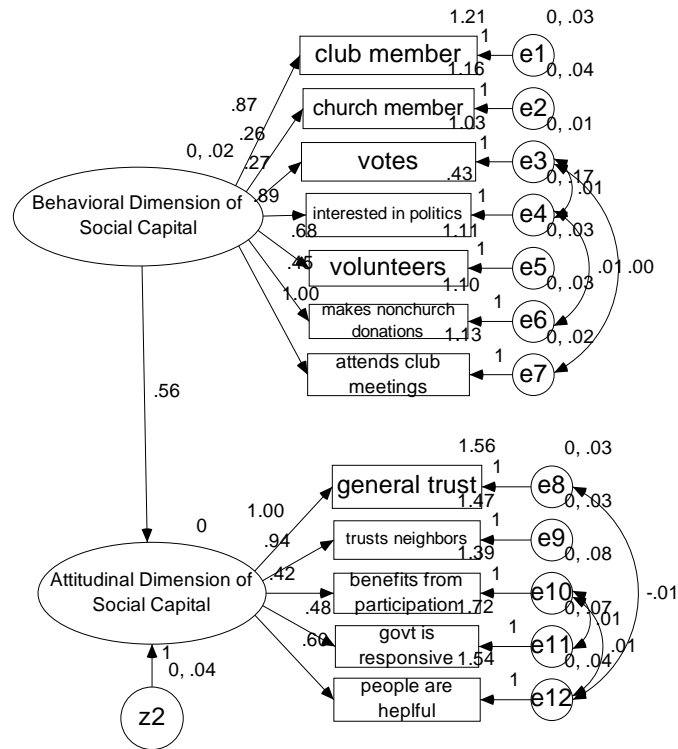 1.21
0, .03
club member
1
e1
1.16
0, .04
.87
church member
1
e2
1.03
0, .01
.26
0, .02
.27
votes
1
e3
.43
0, .17
.01
.89
Behavioral Dimension of
Social Capital
interested in politics
1
e4
.68
1.11
0, .03
volunteers
1
e5
.45
1.10
0, .03
.01
.00
1.00
makes nonchurch
donations
1
e6
1.13
0, .02
attends club
meetings
1
e7
.56
1.56
0, .03
general trust
1
e8
1.00
1.47
0, .03
0
.94
trusts neighbors
1
e9
1.39
0, .08
Attitudinal Dimension of
Social Capital
.42
benefits from
participation
1
e10
-.01
.48
1.72
0, .07
.01
govt is
responsive
1
e11
.60
1.54
0, .04
.01
people are
heplful
1
e12
1
0, .04
z2